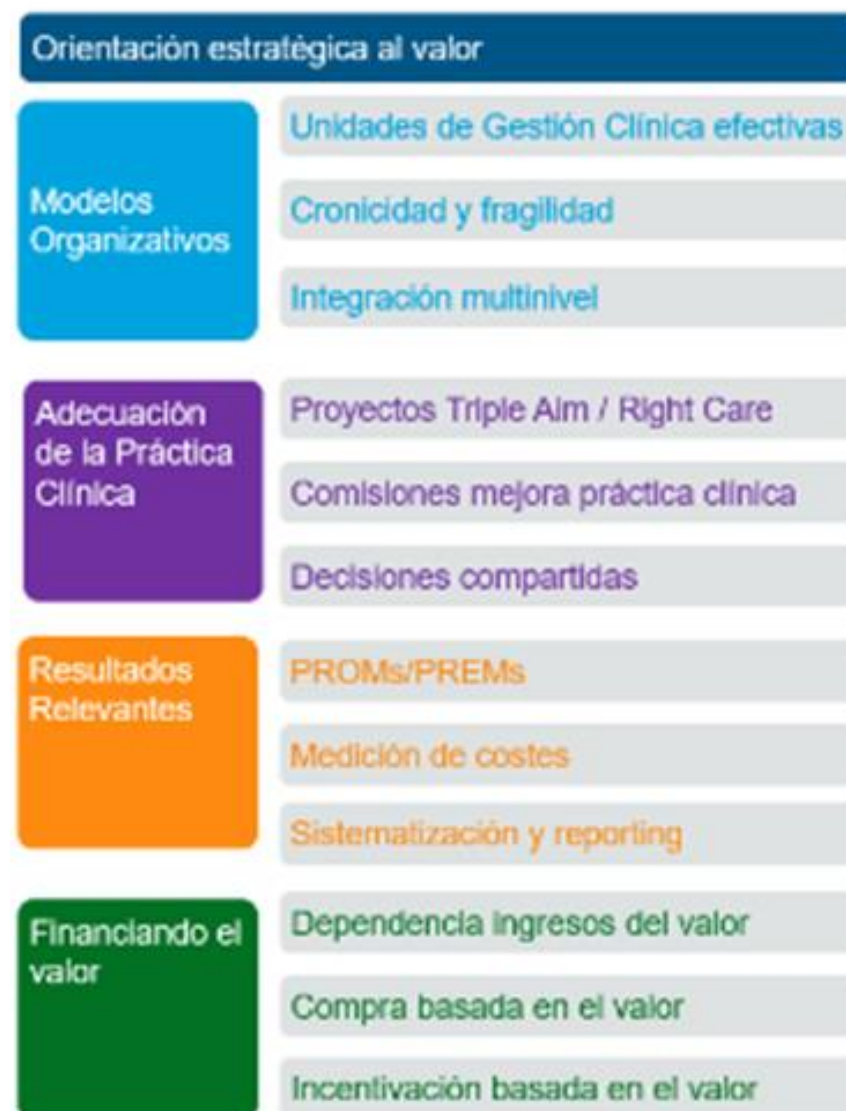 Orientación estratégica al valor
Modelos
Organizativos
Unidades de Gestión Clínica efectivas
Cronicidad y fragilidad
Integración multinivel
Adecuación
de la Práctica
Clínica
Proyectos Triple Aim / Right Care
Comisiones mejora práctica clínica
Decisiones compartidas
Resultados
Relevantes
PROMs/PREMs
Medición de costes
Sistematización y reporting
Financiando el
valor
Dependencia ingresos del valor
Compra basada en el valor
Incentivación basada en el valor